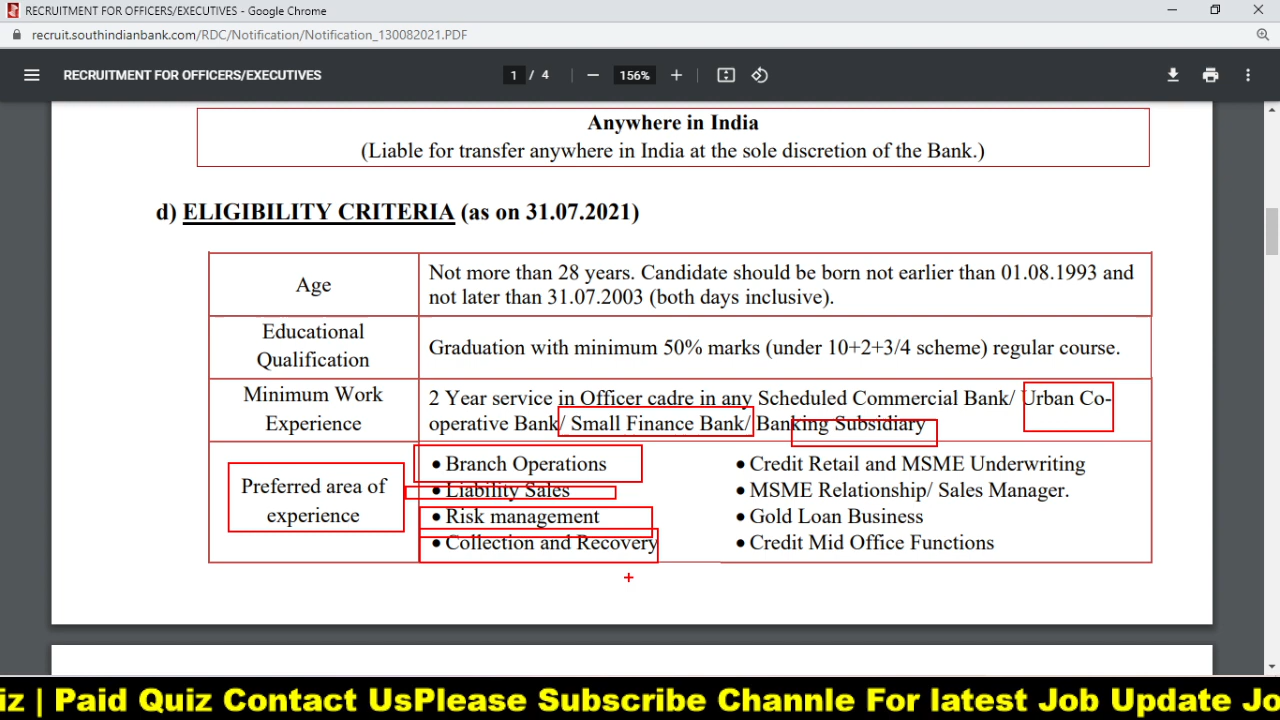 RECRUITMENT FOR OFFICERS/EXECUTIVES - Google Chrome
recruit.southindianbank.com/RDC/Notification/Notification_130082021.PDF
RECRUITMENT FOR OFFICERS/EXECUTIVES 1 / 4 — 156% +
Anywhere in India
(Liable for transfer anywhere in India at the sole discretion of the Bank.)
d) ELIGIBILITY CRITERIA (as on 31.07.2021)
Age
Not more than 28 years. Candidate should be born not earlier than 01.08.1993 and
not later than 31.07.2003 (both days inclusive).
Educational
Qualification
Graduation with minimum 50% marks (under 10+2+3/4 scheme) regular course.
Minimum Work
Experience
2 Year service in Officer cadre in any Scheduled Commercial Bank/ Urban Co-
operative Bank/ Small Finance Bank/ Banking Subsidiary
Preferred area of
experience
• Branch Operations
• Liability Sales
• Risk management
• Collection and Recovery
• Credit Retail and MSME Underwriting
• MSME Relationship/ Sales Manager.
• Gold Loan Business
• Credit Mid Office Functions
iz | Paid Quiz Contact UsPlease Subscribe Channle For latest Job Update Jo